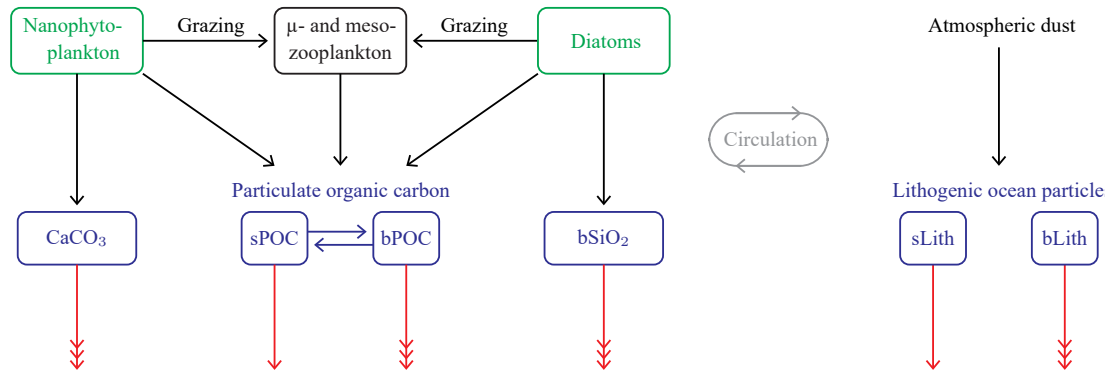 Nanophyto-
plankton
Grazing
μ- and meso-
zooplankton
Grazing
Diatoms
Atmospheric dust
Circulation
Particulate organic carbon
Lithogenic ocean particle
CaCO₃
sPOC
bPOC
bSiO₂
sLith
bLith